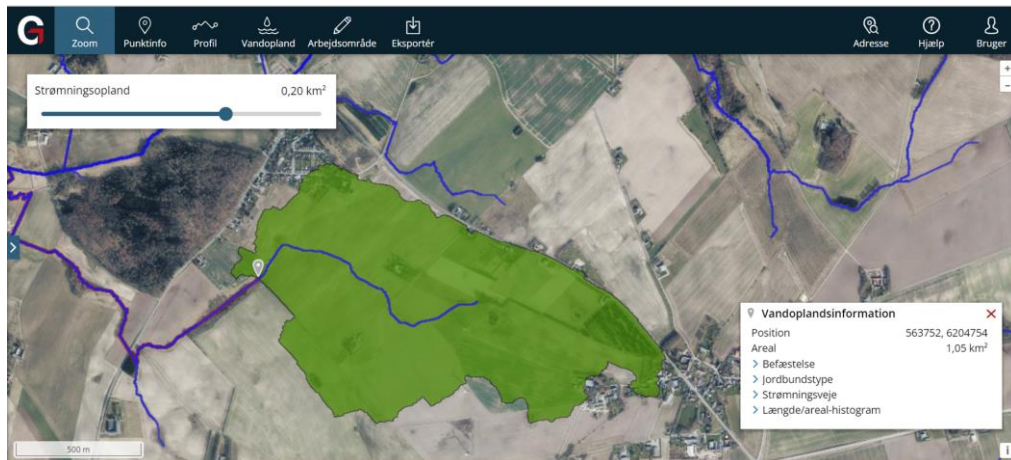 Zoom
Punktinfo
Profil
Vandopland
Arbejdsområde
Eksportér
Adresse
Hjælp
Bruger
Strømningsopland 0,20 km²
Vandoplandsinformation
Position 563752, 6204754
Areal 1,05 km²
> Befæstelse
> Jordbundstype
> Strømningsveje
> Længde/areal-histogram
500 m